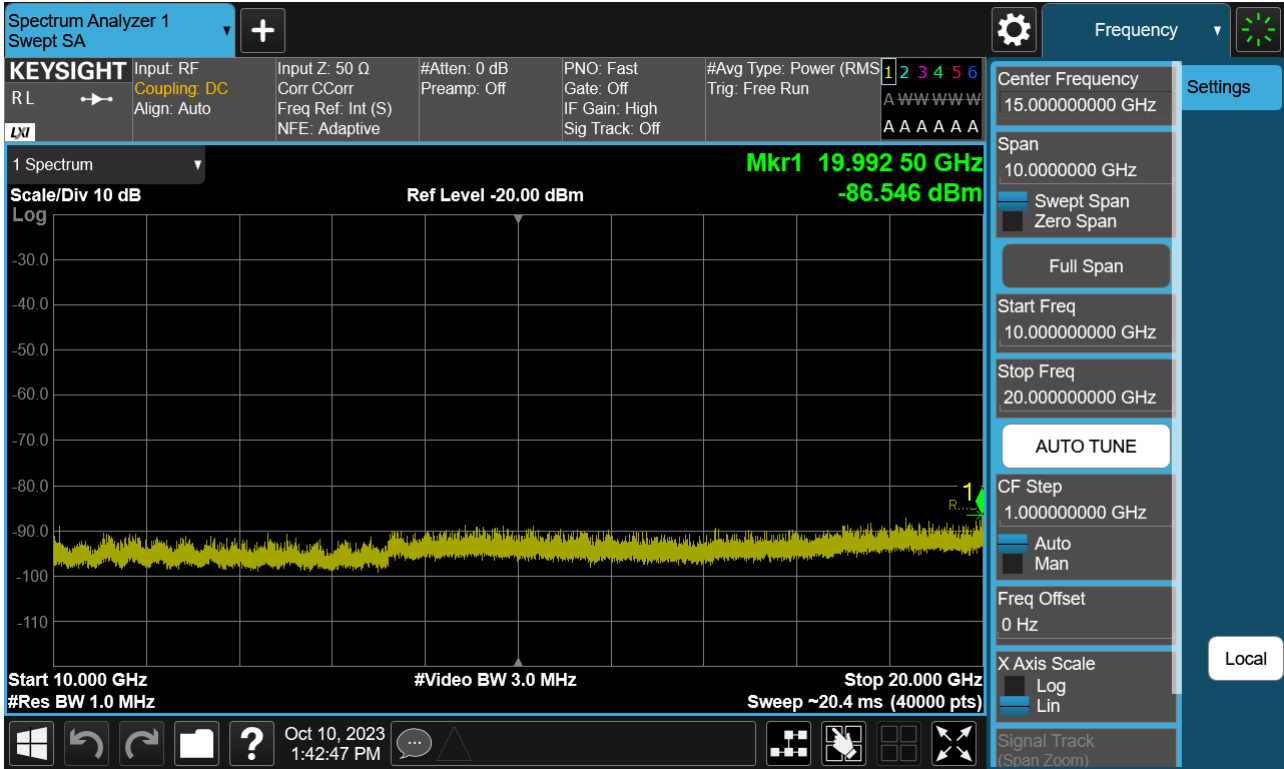 Spectrum Analyzer 1
Swept SA
Frequency
KEYSIGHT
R L
LXI
Input: RF
Coupling: DC
Align: Auto
Input Z: 50 Ω
Corr CCorr
Freq Ref: Int (S)
NFE: Adaptive
#Atten: 0 dB
Preamp: Off
PNO: Fast
Gate: Off
IF Gain: High
Sig Track: Off
#Avg Type: Power (RMS
Trig: Free Run
1 2 3 4 5 6
A W W W W W
A A A A A A
1 Spectrum
Scale/Div 10 dB
Log
Ref Level -20.00 dBm
Mkr1 19.992 50 GHz
-86.546 dBm
-30.0
-40.0
-50.0
-60.0
-70.0
-80.0
-90.0
-100
-110
1
R...
Start 10.000 GHz
#Video BW 3.0 MHz
Stop 20.000 GHz
#Res BW 1.0 MHz
Sweep ~20.4 ms (40000 pts)
Center Frequency
15.000000000 GHz
Span
10.0000000 GHz
Swept Span
Zero Span
Full Span
Start Freq
10.000000000 GHz
Stop Freq
20.000000000 GHz
AUTO TUNE
CF Step
1.000000000 GHz
Auto
Man
Freq Offset
0 Hz
X Axis Scale
Log
Lin
Signal Track
(Span Zoom)
Settings
Local
?
Oct 10, 2023
1:42:47 PM